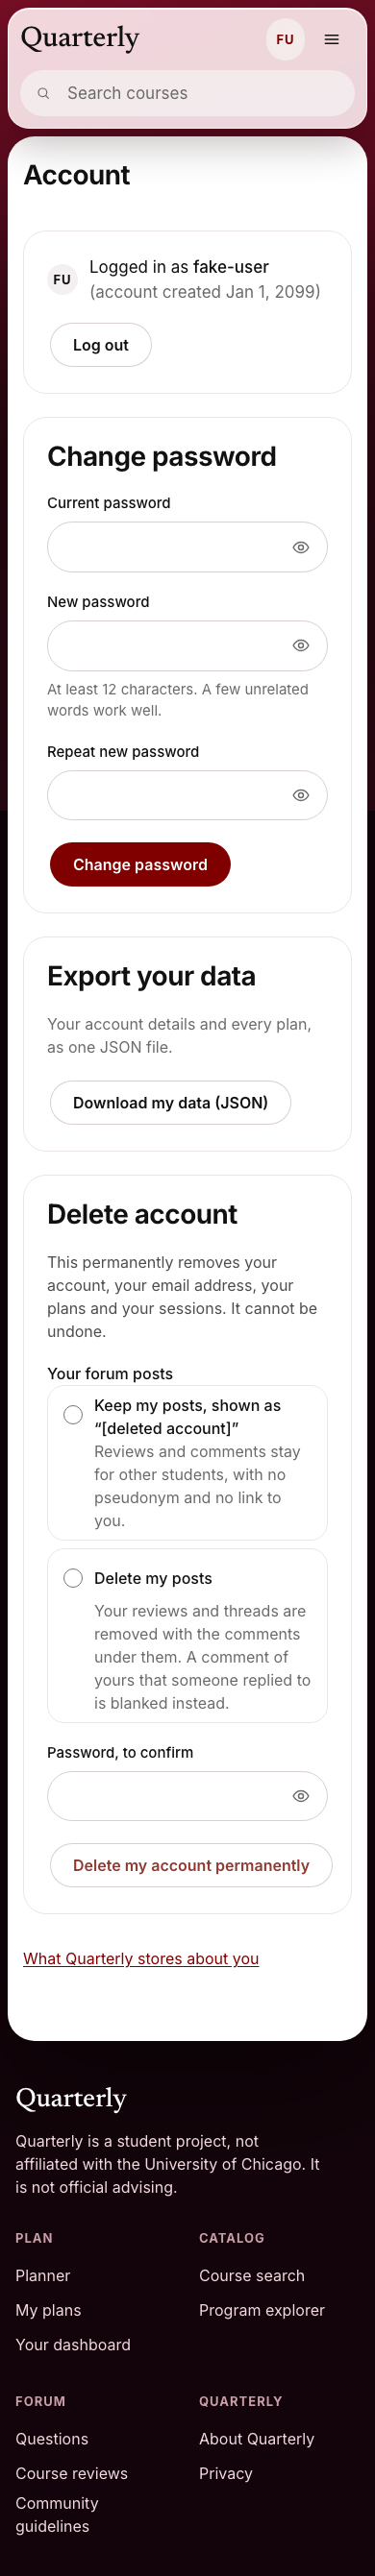 Quarterly
FU
Search courses
Account
FU
Logged in as fake-user
(account created Jan 1, 2099)
Log out
Change password
Current password
New password
At least 12 characters. A few unrelated
words work well.
Repeat new password
Change password
Export your data
Your account details and every plan,
as one JSON file.
Download my data (JSON)
Delete account
This permanently removes your
account, your email address, your
plans and your sessions. It cannot be
undone.
Your forum posts
Keep my posts, shown as
“[deleted account]”
Reviews and comments stay
for other students, with no
pseudonym and no link to
you.
Delete my posts
Your reviews and threads are
removed with the comments
under them. A comment of
yours that someone replied to
is blanked instead.
Password, to confirm
Delete my account permanently
What Quarterly stores about you
Quarterly
Quarterly is a student project, not
affiliated with the University of Chicago. It
is not official advising.
PLAN
Planner
My plans
Your dashboard
CATALOG
Course search
Program explorer
FORUM
Questions
Course reviews
Community
guidelines
QUARTERLY
About Quarterly
Privacy